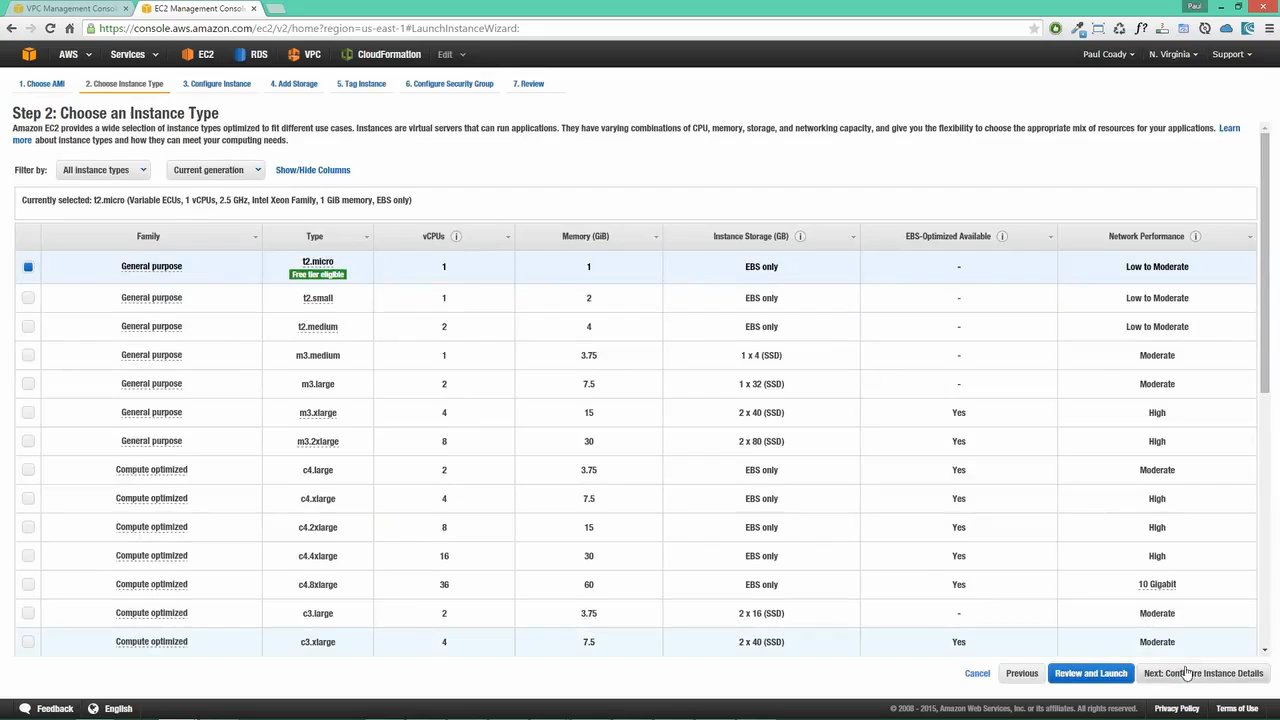 VPC Management Consol
EC2 Management Conso
Paul
https://console.aws.amazon.com/ec2/v2/home?region=us-east-1#LaunchInstanceWizard:
AWS Services EC2 RDS VPC CloudFormation Edit Paul Coady N. Virginia Support
1. Choose AMI 2. Choose Instance Type 3. Configure Instance 4. Add Storage 5. Tag Instance 6. Configure Security Group 7. Review
Step 2: Choose an Instance Type
Amazon EC2 provides a wide selection of instance types optimized to fit different use cases. Instances are virtual servers that can run applications. They have varying combinations of CPU, memory, storage, and networking capacity, and give you the flexibility to choose the appropriate mix of resources for your applications. Learn
more about instance types and how they can meet your computing needs.
Filter by: All instance types Current generation Show/Hide Columns
Currently selected: t2.micro (Variable ECUs, 1 vCPUs, 2.5 GHz, Intel Xeon Family, 1 GiB memory, EBS only)
Family Type vCPUs Memory (GiB) Instance Storage (GB) EBS-Optimized Available Network Performance
General purpose t2.micro 1 1 EBS only - Low to Moderate
Free tier eligible
General purpose t2.small 1 2 EBS only - Low to Moderate
General purpose t2.medium 2 4 EBS only - Low to Moderate
General purpose m3.medium 1 3.75 1 x 4 (SSD) - Moderate
General purpose m3.large 2 7.5 1 x 32 (SSD) - Moderate
General purpose m3.xlarge 4 15 2 x 40 (SSD) Yes High
General purpose m3.2xlarge 8 30 2 x 80 (SSD) Yes High
Compute optimized c4.large 2 3.75 EBS only Yes Moderate
Compute optimized c4.xlarge 4 7.5 EBS only Yes High
Compute optimized c4.2xlarge 8 15 EBS only Yes High
Compute optimized c4.4xlarge 16 30 EBS only Yes High
Compute optimized c4.8xlarge 36 60 EBS only Yes 10 Gigabit
Compute optimized c3.large 2 3.75 2 x 16 (SSD) - Moderate
Compute optimized c3.xlarge 4 7.5 2 x 40 (SSD) Yes Moderate
Cancel Previous Review and Launch Next: Configure Instance Details
Feedback English © 2008 - 2015, Amazon Web Services, Inc. or its affiliates. All rights reserved. Privacy Policy Terms of Use